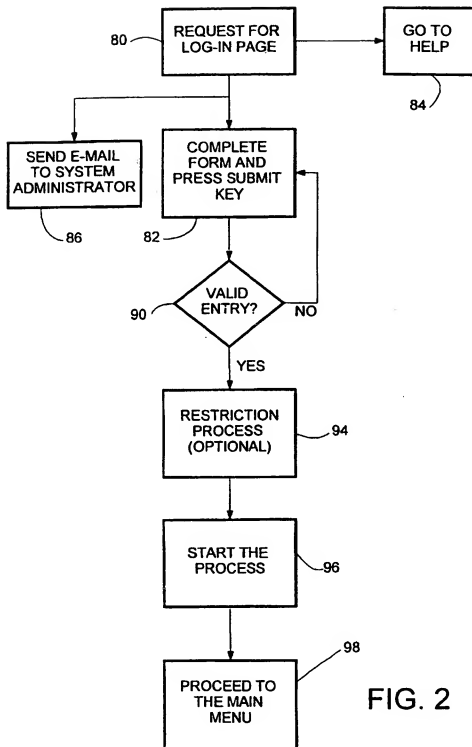 80
REQUEST FOR
LOG-IN PAGE
GO TO
HELP
84
SEND E-MAIL
TO SYSTEM
ADMINISTRATOR
86
COMPLETE
FORM AND
PRESS SUBMIT
KEY
82
VALID
ENTRY?
90
NO
YES
RESTRICTION
PROCESS
(OPTIONAL)
94
START THE
PROCESS
96
98
PROCEED TO
THE MAIN
MENU
FIG. 2